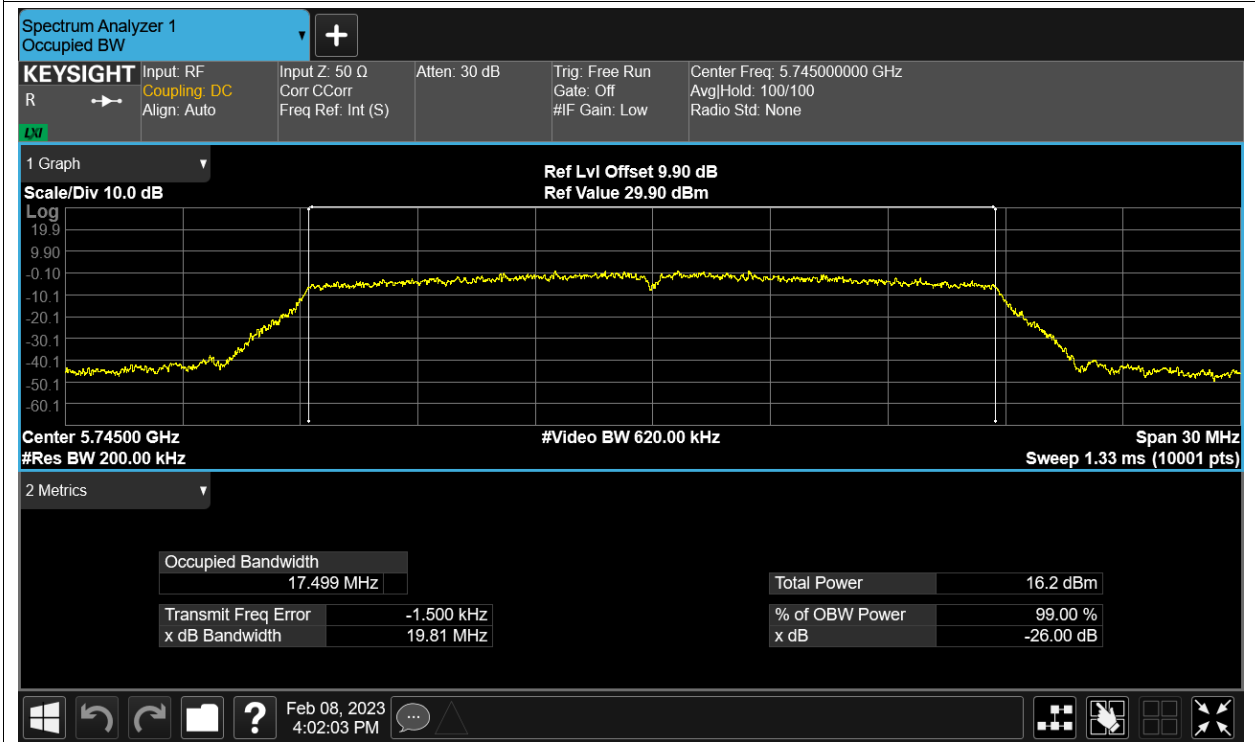 Spectrum Analyzer 1
Occupied BW
KEYSIGHT
R
LXI
Input: RF
Coupling: DC
Align: Auto
Input Z: 50 Ω
Corr CCorr
Freq Ref: Int (S)
Atten: 30 dB
Trig: Free Run
Gate: Off
#IF Gain: Low
Center Freq: 5.745000000 GHz
Avg|Hold: 100/100
Radio Std: None
1 Graph
Scale/Div 10.0 dB
Ref Lvl Offset 9.90 dB
Ref Value 29.90 dBm
Log
19.9
9.90
-0.10
-10.1
-20.1
-30.1
-40.1
-50.1
-60.1
Center 5.74500 GHz
#Video BW 620.00 kHz
Span 30 MHz
#Res BW 200.00 kHz
Sweep 1.33 ms (10001 pts)
2 Metrics
Occupied Bandwidth
17.499 MHz
Total Power 16.2 dBm
Transmit Freq Error -1.500 kHz
% of OBW Power 99.00 %
x dB Bandwidth 19.81 MHz
x dB -26.00 dB
?
Feb 08, 2023
4:02:03 PM